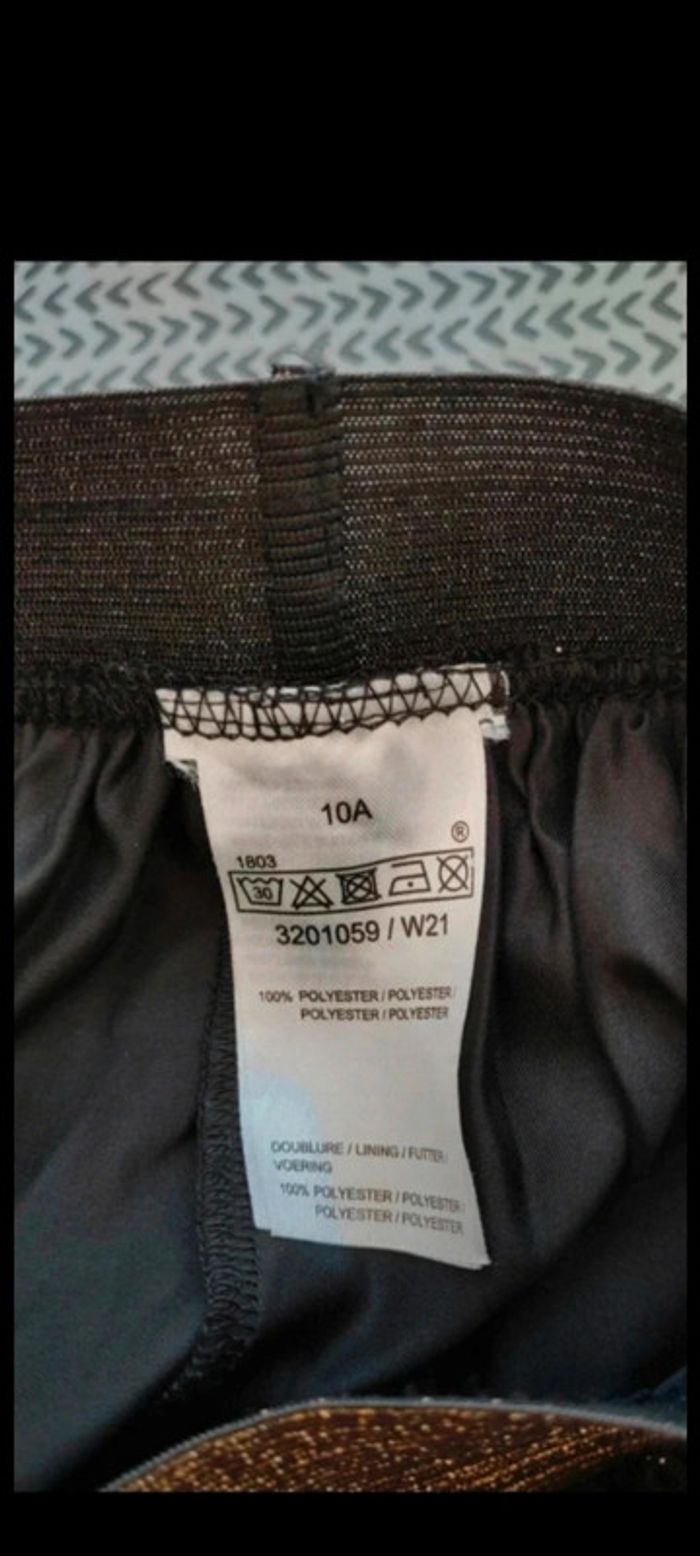 10A
®
1803
30
3201059 / W21
100% POLYESTER / POLYESTER /
POLYESTER / POLYESTER
DOUBLURE / LINING / FUTTER /
VOERING
100% POLYESTER / POLYESTER /
POLYESTER / POLYESTER